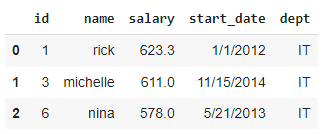 id name salary start_date dept
0 1 rick 623.3 1/1/2012 IT
1 3 michelle 611.0 11/15/2014 IT
2 6 nina 578.0 5/21/2013 IT